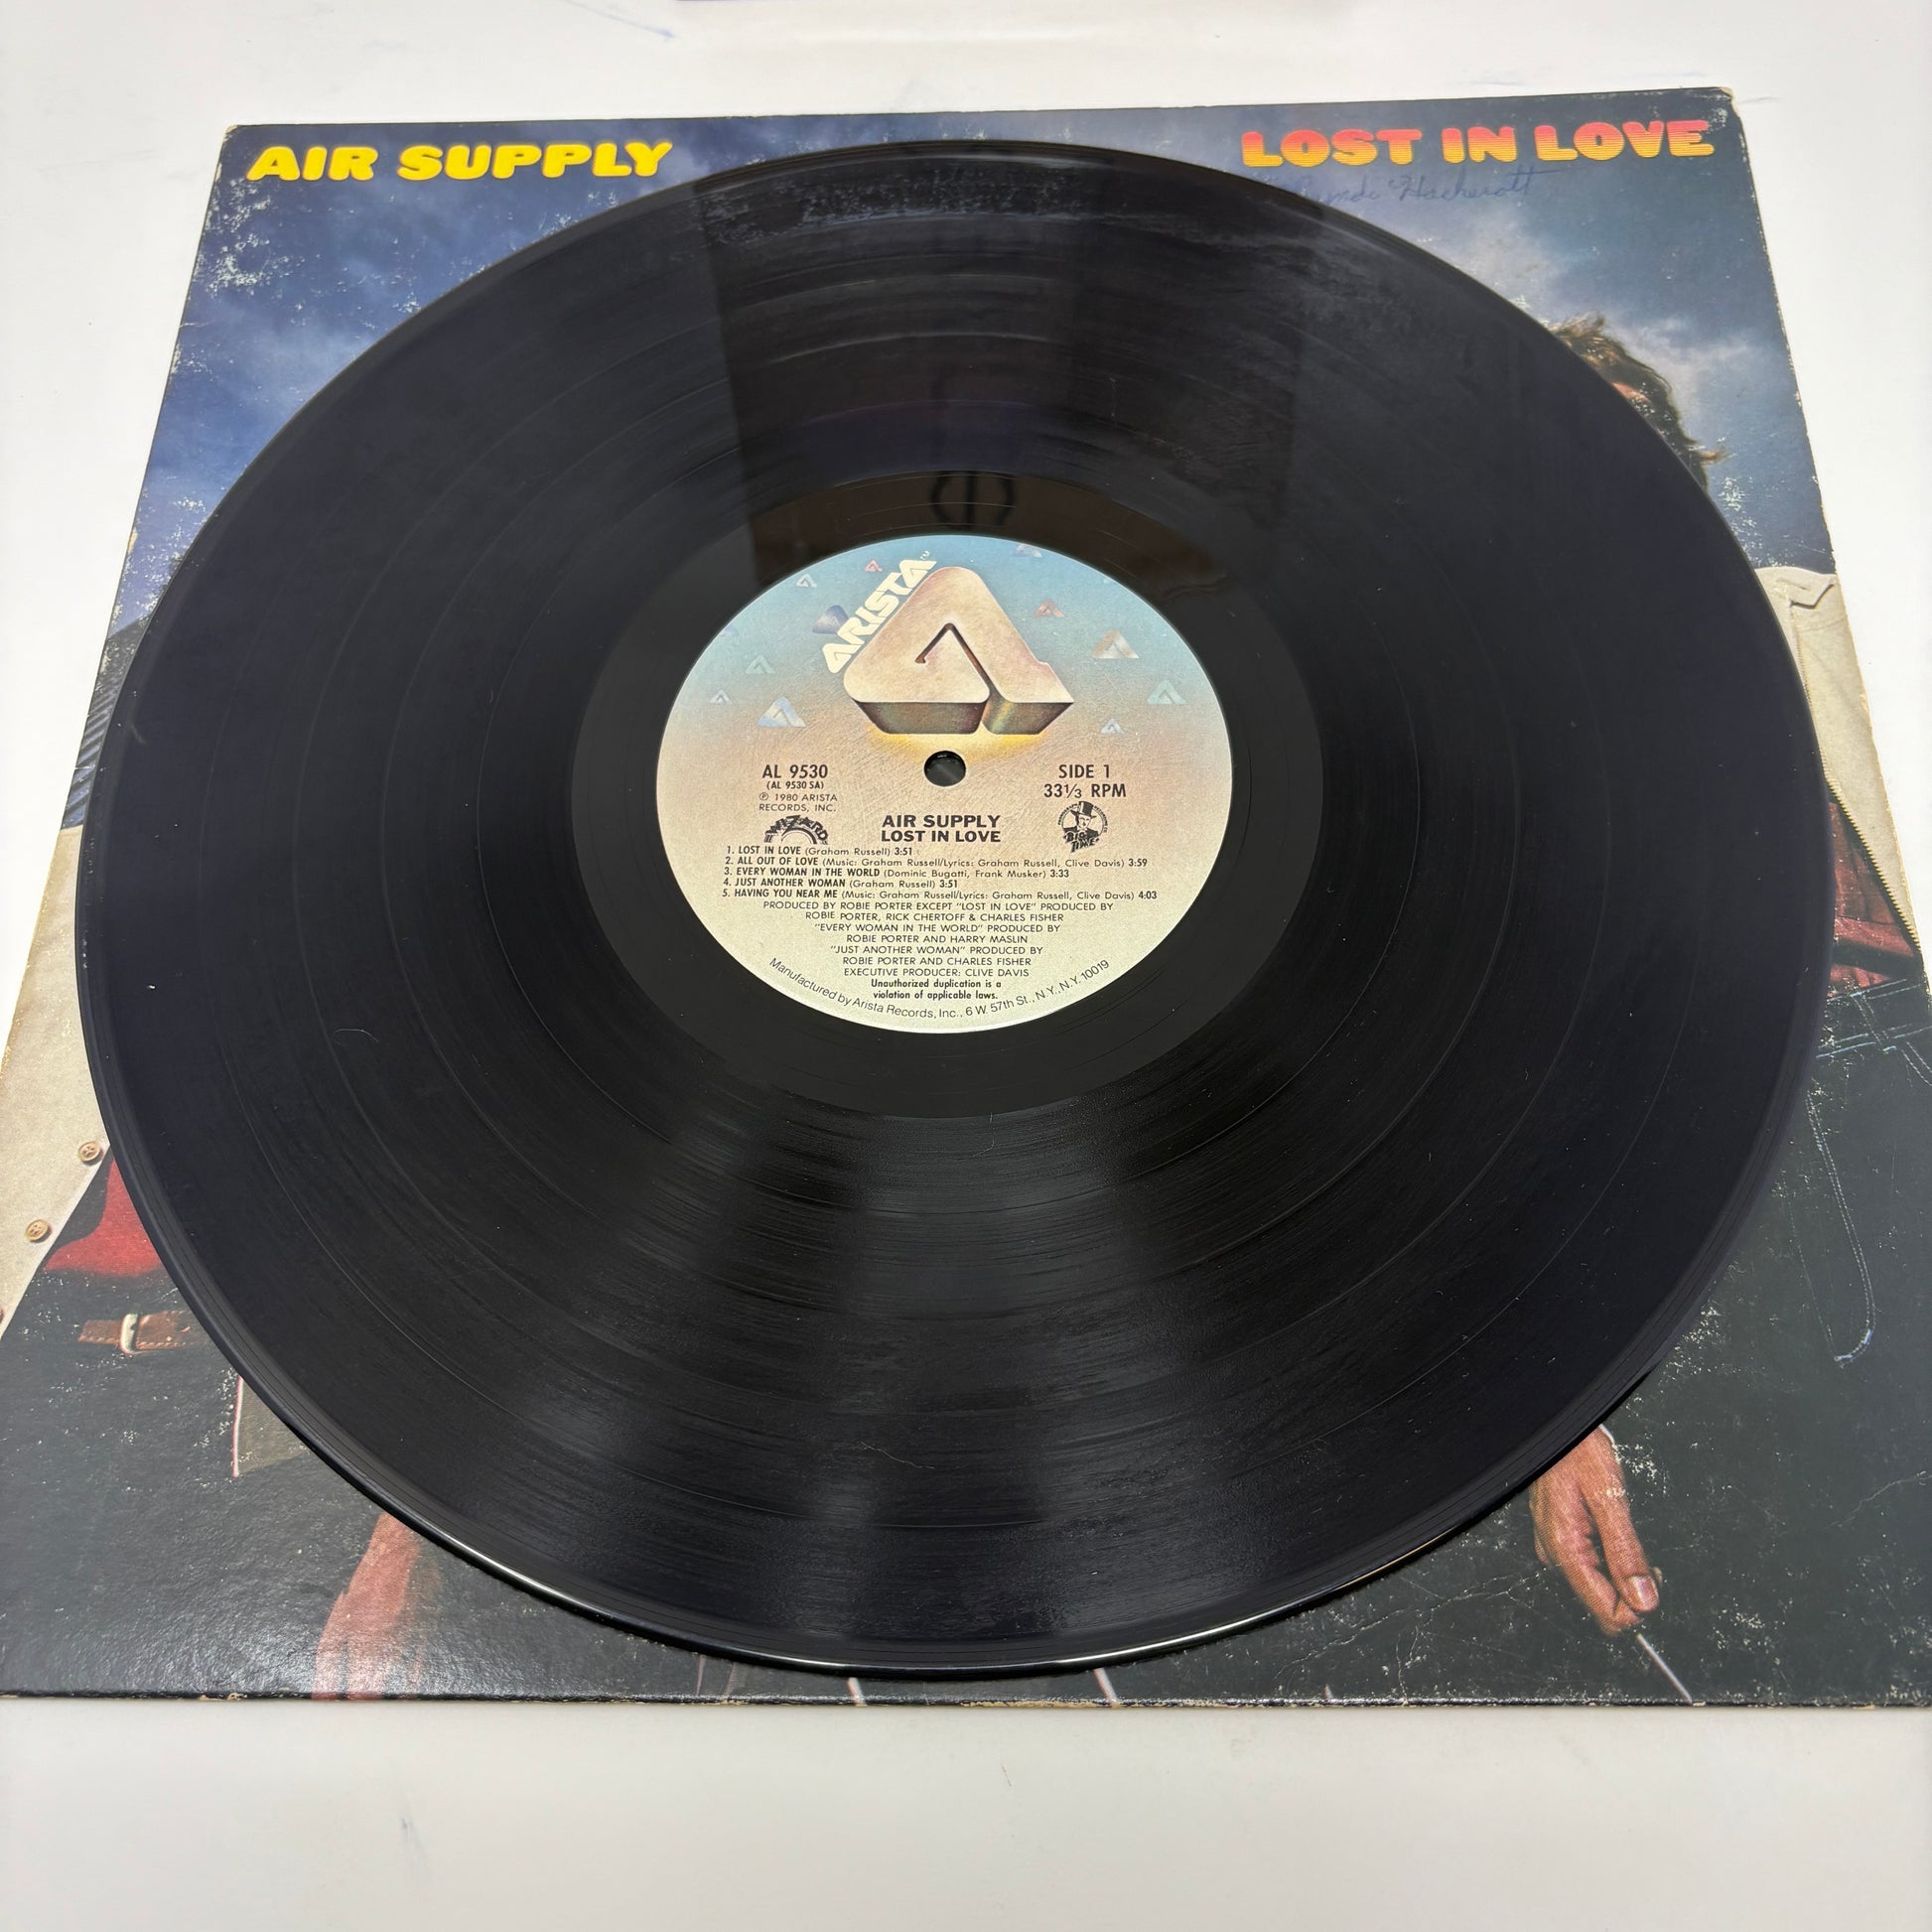 AIR SUPPLY
LOST IN LOVE
ARISTA™
AL 9530
(AL 9530 SA)
℗ 1980 ARISTA
RECORDS, INC.
SIDE 1
33⅓ RPM
WIZARD
BIG
TIME
AIR SUPPLY
LOST IN LOVE
1. LOST IN LOVE (Graham Russell) 3:51
2. ALL OUT OF LOVE (Music: Graham Russell/Lyrics: Graham Russell, Clive Davis) 3:59
3. EVERY WOMAN IN THE WORLD (Dominic Bugatti, Frank Musker) 3:33
4. JUST ANOTHER WOMAN (Graham Russell) 3:51
5. HAVING YOU NEAR ME (Music: Graham Russell/Lyrics: Graham Russell, Clive Davis) 4:03
PRODUCED BY ROBIE PORTER EXCEPT "LOST IN LOVE" PRODUCED BY
ROBIE PORTER, RICK CHERTOFF & CHARLES FISHER
"EVERY WOMAN IN THE WORLD" PRODUCED BY
ROBIE PORTER AND HARRY MASLIN
"JUST ANOTHER WOMAN" PRODUCED BY
ROBIE PORTER AND CHARLES FISHER
EXECUTIVE PRODUCER: CLIVE DAVIS
Unauthorized duplication is a
violation of applicable laws.
Manufactured by Arista Records, Inc., 6 W. 57th St., N.Y., N.Y. 10019